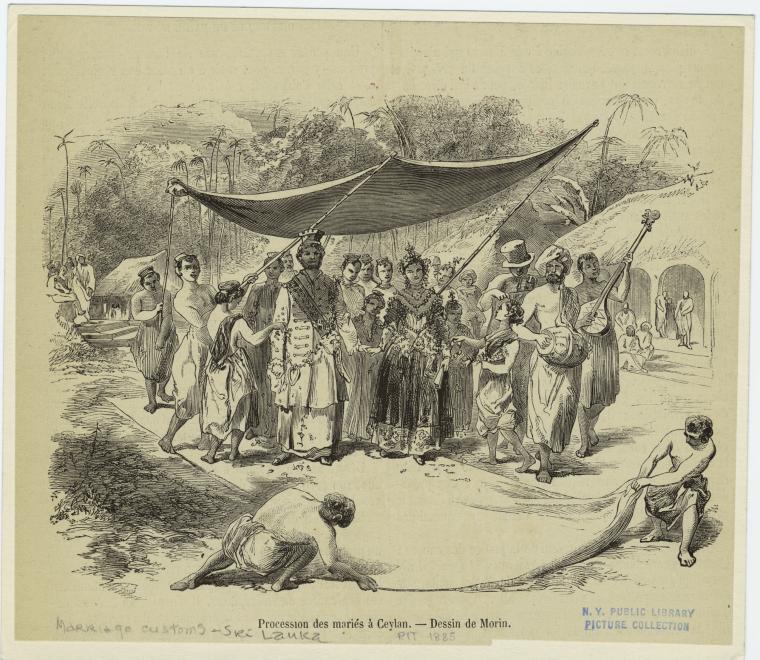 Procession des mariés à Ceylan. — Dessin de Morin.
Marriage customs - Sri Lanka
PIT 1885
N. Y. PUBLIC LIBRARY
PICTURE COLLECTION